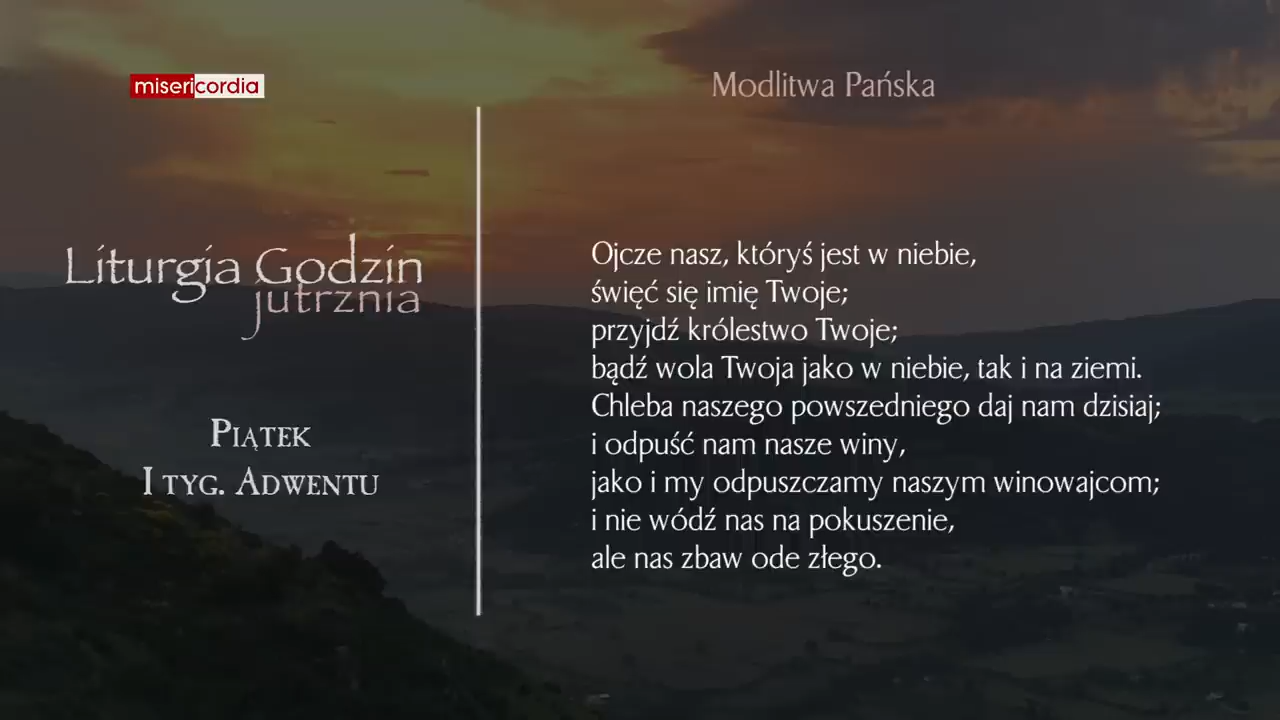 misericordia
Modlitwa Pańska
Liturgia Godzin
jutrznia
Piątek
I tyg. Adwentu
Ojcze nasz, któryś jest w niebie,
święć się imię Twoje;
przyjdź królestwo Twoje;
bądź wola Twoja jako w niebie, tak i na ziemi.
Chleba naszego powszedniego daj nam dzisiaj;
i odpuść nam nasze winy,
jako i my odpuszczamy naszym winowajcom;
i nie wódź nas na pokuszenie,
ale nas zbaw ode złego.